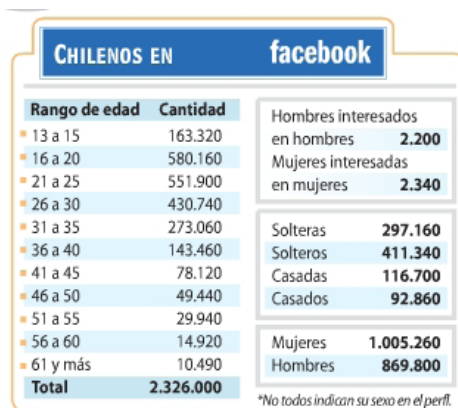 CHILENOS EN facebook
Rango de edad Cantidad
13 a 15 163.320
16 a 20 580.160
21 a 25 551.900
26 a 30 430.740
31 a 35 273.060
36 a 40 143.460
41 a 45 78.120
46 a 50 49.440
51 a 55 29.940
56 a 60 14.920
61 y más 10.490
Total 2.326.000
Hombres interesados
en hombres 2.200
Mujeres interesadas
en mujeres 2.340
Solteras 297.160
Solteros 411.340
Casadas 116.700
Casados 92.860
Mujeres 1.005.260
Hombres 869.800
*No todos indican su sexo en el perfl.